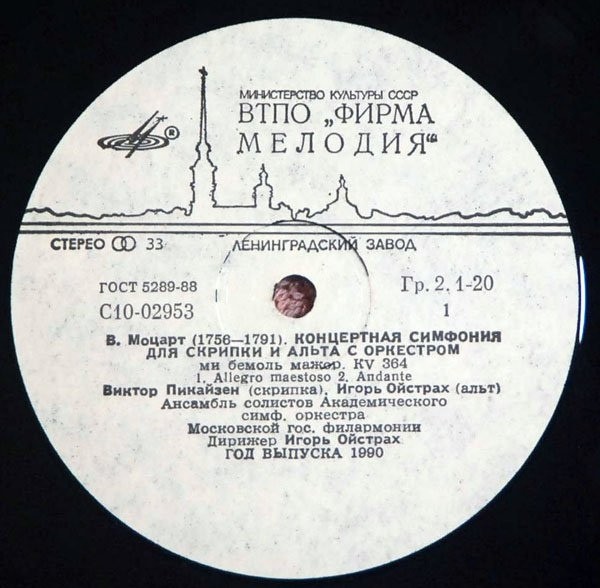 МИНИСТЕРСТВО КУЛЬТУРЫ СССР
ВТПО „ФИРМА
МЕЛОДИЯ“
®
СТЕРЕО 33 ЛЕНИНГРАДСКИЙ ЗАВОД
ГОСТ 5289-88 Гр. 2. 1-20
С10-02953 1
В. Моцарт (1756—1791). КОНЦЕРТНАЯ СИМФОНИЯ
ДЛЯ СКРИПКИ И АЛЬТА С ОРКЕСТРОМ
ми бемоль мажор. KV 364
1. Allegro maestoso 2. Andante
Виктор Пикайзен (скрипка), Игорь Ойстрах (альт)
Ансамбль солистов Академического
симф. оркестра
Московской гос. филармонии
Дирижер Игорь Ойстрах
ГОД ВЫПУСКА 1990